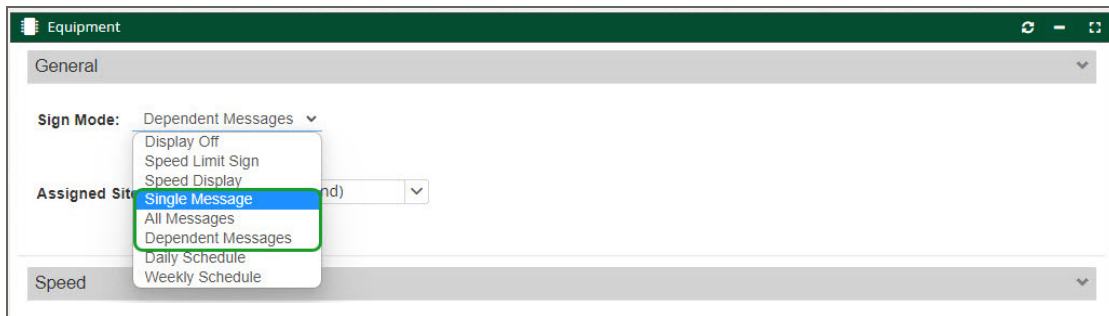 Equipment
General
Sign Mode: Dependent Messages
Display Off
Speed Limit Sign
Speed Display
Assigned Sit nd)
Single Message
All Messages
Dependent Messages
Daily Schedule
Weekly Schedule
Speed